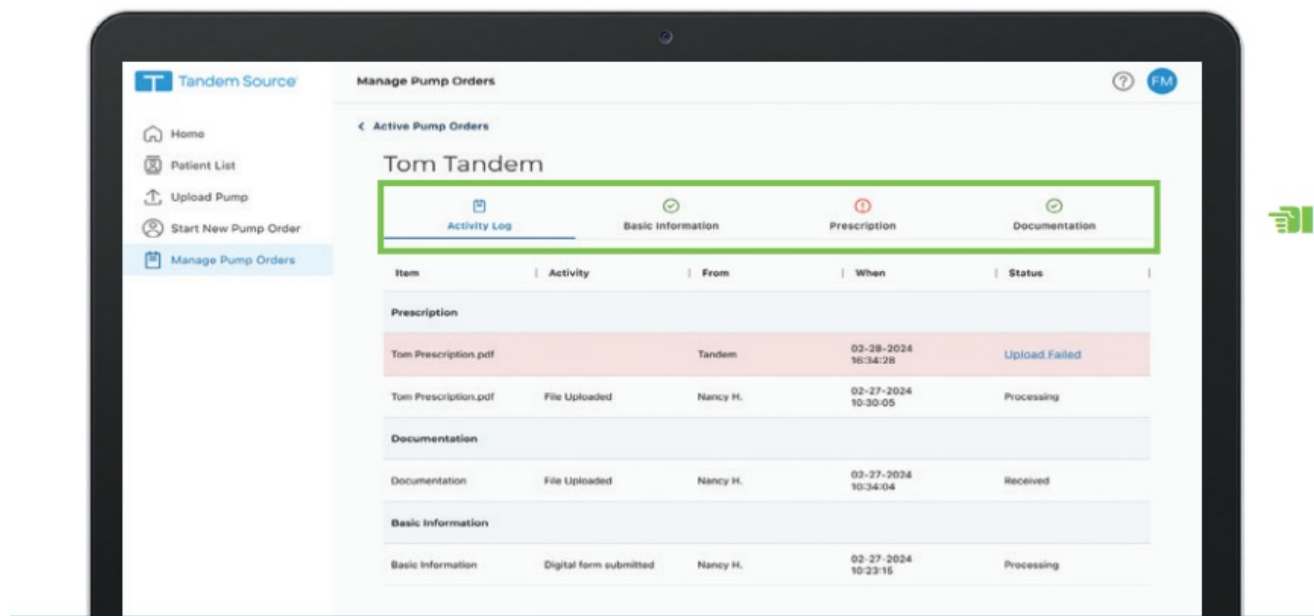 Tandem Source
Manage Pump Orders
FM
Home
Patient List
Upload Pump
Start New Pump Order
Manage Pump Orders
Active Pump Orders
Tom Tandem
Activity Log
Basic Information
Prescription
Documentation
Item Activity From When Status
Prescription
Tom Prescription.pdf Tandem 02-28-2024 16:34:28 Upload Failed
Tom Prescription.pdf File Uploaded Nancy H. 02-27-2024 10:30:05 Processing
Documentation
Documentation File Uploaded Nancy H. 02-27-2024 10:34:04 Received
Basic Information
Basic Information Digital form submitted Nancy H. 02-27-2024 10:23:15 Processing